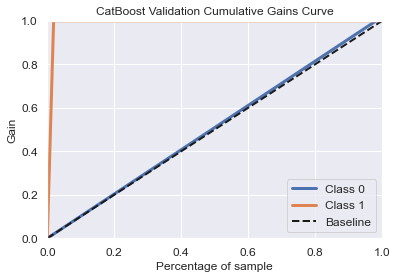 CatBoost Validation Cumulative Gains Curve
1.0
0.8
0.6
0.4
0.2
0.0
Gain
Class 0
Class 1
Baseline
0.0 0.2 0.4 0.6 0.8 1.0
Percentage of sample